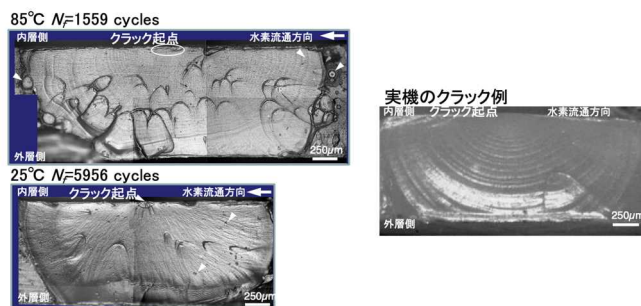 85℃ Nf=1559 cycles
内層側 クラック起点 水素流通方向
外層側 250μm
25℃ Nf=5956 cycles
内層側 クラック起点 水素流通方向
外層側 250μm
実機のクラック例
内層側 クラック起点 水素流通方向
外層側 250μm